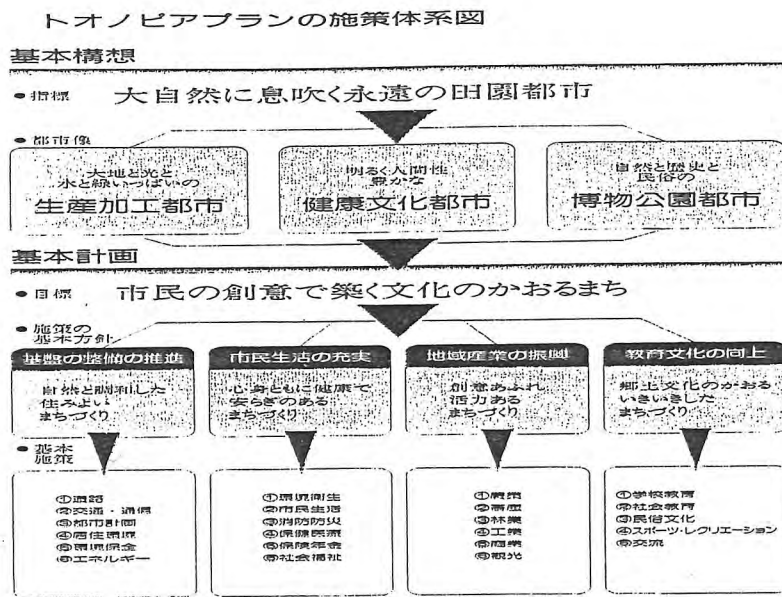 トオノピアプランの施策体系図
基本構想
●指標 大自然に息吹く永遠の田園都市
●都市像
大地と光と
水と緑いっぱいの
生産加工都市
明るく人間性
豊かな
健康文化都市
自然と歴史と
民俗の
博物公園都市
基本計画
●目標 市民の創意で築く文化のかおるまち
●施策の
基本方針
基盤の整備の推進
自然と調和した
住みよい
まちづくり
市民生活の充実
心身ともに健康で
安らぎのある
まちづくり
地域産業の振興
創意あふれ
活力ある
まちづくり
教育文化の向上
郷土文化のかおる
いきいきした
まちづくり
●基本
施策
①道路
②交通・通信
③都市計画
④居住環境
⑤環境保全
⑥エネルギー
①環境衛生
②市民生活
③消防防災
④保健医療
⑤保険年金
⑥社会福祉
①農業
②畜産
③林業
④工業
⑤商業
⑥観光
①学校教育
②社会教育
③民俗文化
④スポーツ・レクリエーション
⑤交流